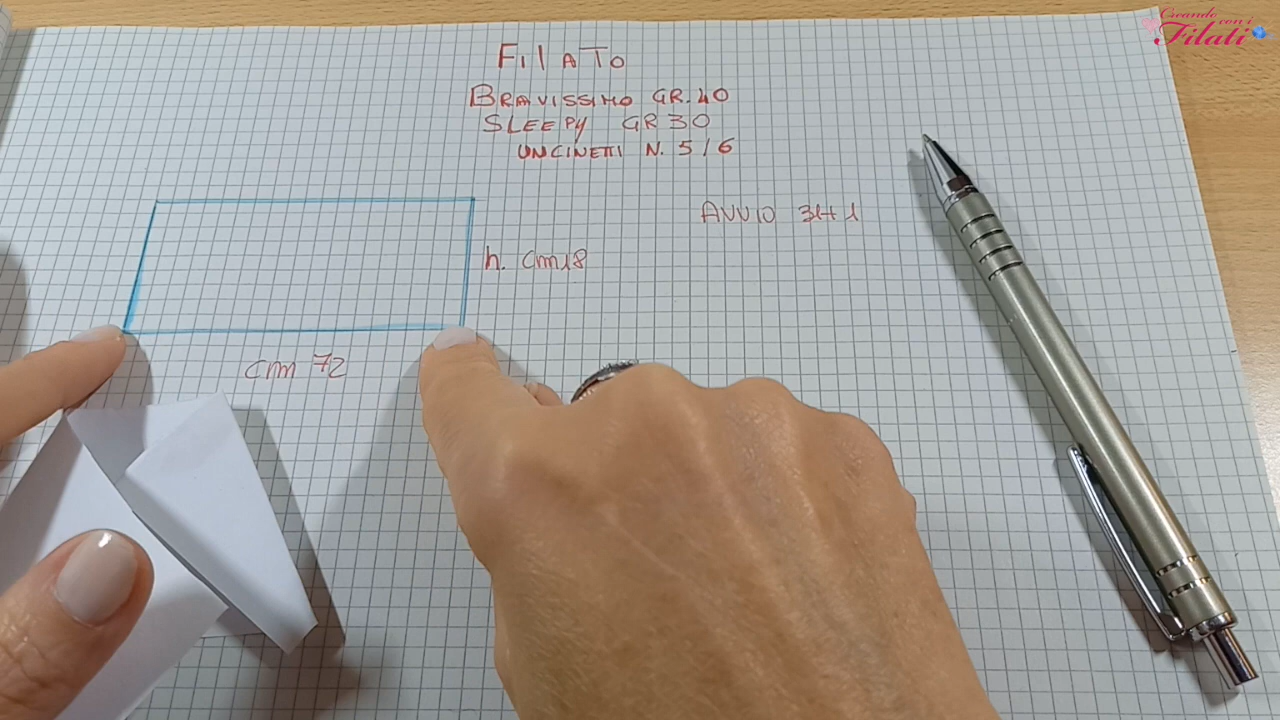 Creando
con i
Filati
FILATO
BRAVISSIMO GR. 40
SLEEPY GR 30
UNCINETTI N. 5/6
AVVIO 34+1
h. cm 18
cm 72